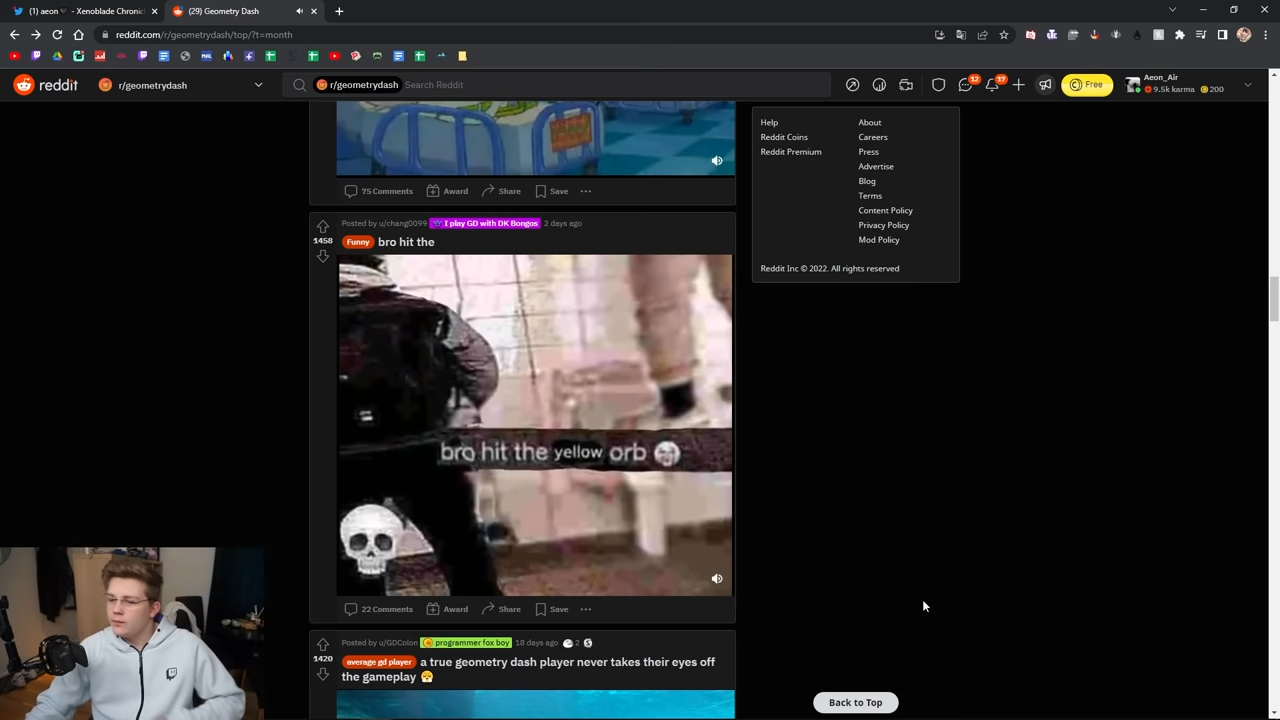 (1) aeon - Xenoblade Chronic
(29) Geometry Dash
reddit.com/r/geometrydash/top/?t=month
reddit
r/geometrydash
r/geometrydash Search Reddit
12
17
Free
Aeon_Air
9.5k karma 200
Help
About
Reddit Coins
Careers
Reddit Premium
Press
Advertise
Blog
Terms
Content Policy
Privacy Policy
Mod Policy
Reddit Inc © 2022. All rights reserved
75 Comments Award Share Save
1458
Posted by u/chang0099 I play GD with DK Bongos 2 days ago
Funny bro hit the
bro hit the yellow orb
22 Comments Award Share Save
1420
Posted by u/GDColon programmer fox boy 18 days ago 2
average gd player a true geometry dash player never takes their eyes off
the gameplay
Back to Top